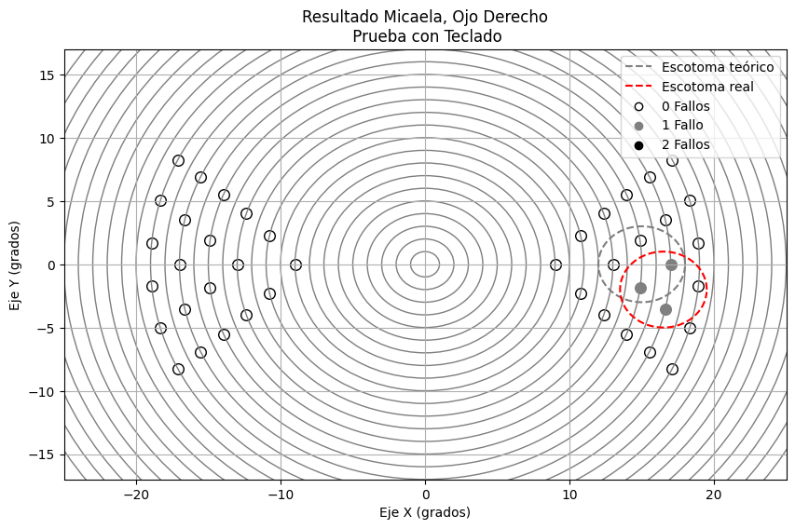 Resultado Micaela, Ojo Derecho
Prueba con Teclado
Escotoma teórico
Escotoma real
0 Fallos
1 Fallo
2 Fallos
15
10
5
0
−5
−10
−15
Eje Y (grados)
−20
−10
0
10
20
Eje X (grados)